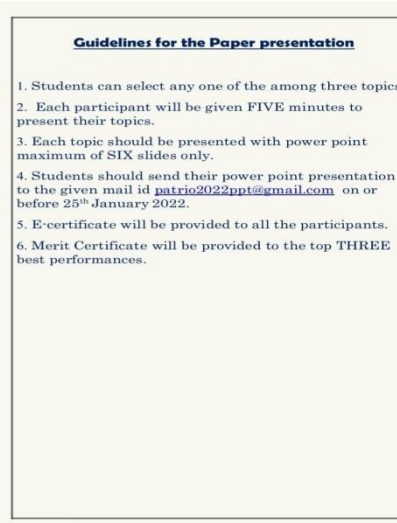 Guidelines for the Paper presentation
1. Students can select any one of the among three topics
2. Each participant will be given FIVE minutes to
present their topics.
3. Each topic should be presented with power point
maximum of SIX slides only.
4. Students should send their power point presentation
to the given mail id patrio2022ppt@gmail.com on or
before 25th January 2022.
5. E-certificate will be provided to all the participants.
6. Merit Certificate will be provided to the top THREE
best performances.